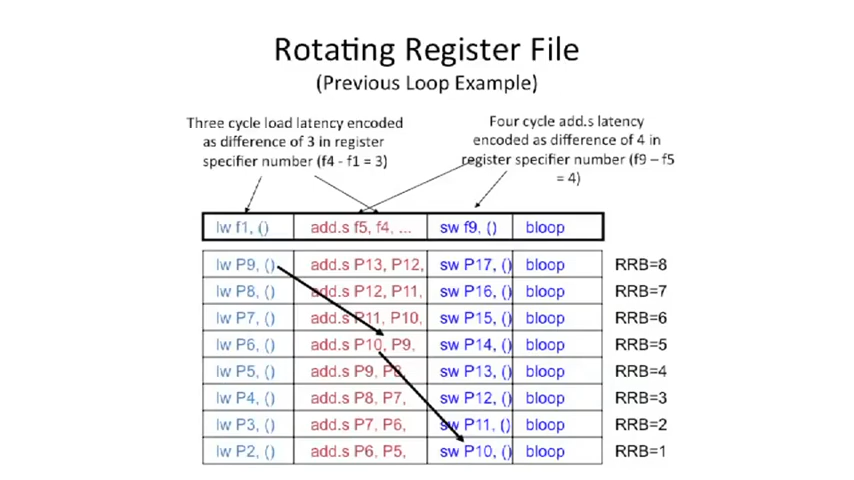 Rotating Register File
(Previous Loop Example)
Three cycle load latency encoded
as difference of 3 in register
specifier number (f4 - f1 = 3)
Four cycle add.s latency
encoded as difference of 4 in
register specifier number (f9 – f5
= 4)
lw f1, () add.s f5, f4, ... sw f9, () bloop
lw P9, () add.s P13, P12, sw P17, () bloop RRB=8
lw P8, () add.s P12, P11, sw P16, () bloop RRB=7
lw P7, () add.s P11, P10, sw P15, () bloop RRB=6
lw P6, () add.s P10, P9, sw P14, () bloop RRB=5
lw P5, () add.s P9, P8, sw P13, () bloop RRB=4
lw P4, () add.s P8, P7, sw P12, () bloop RRB=3
lw P3, () add.s P7, P6, sw P11, () bloop RRB=2
lw P2, () add.s P6, P5, sw P10, () bloop RRB=1